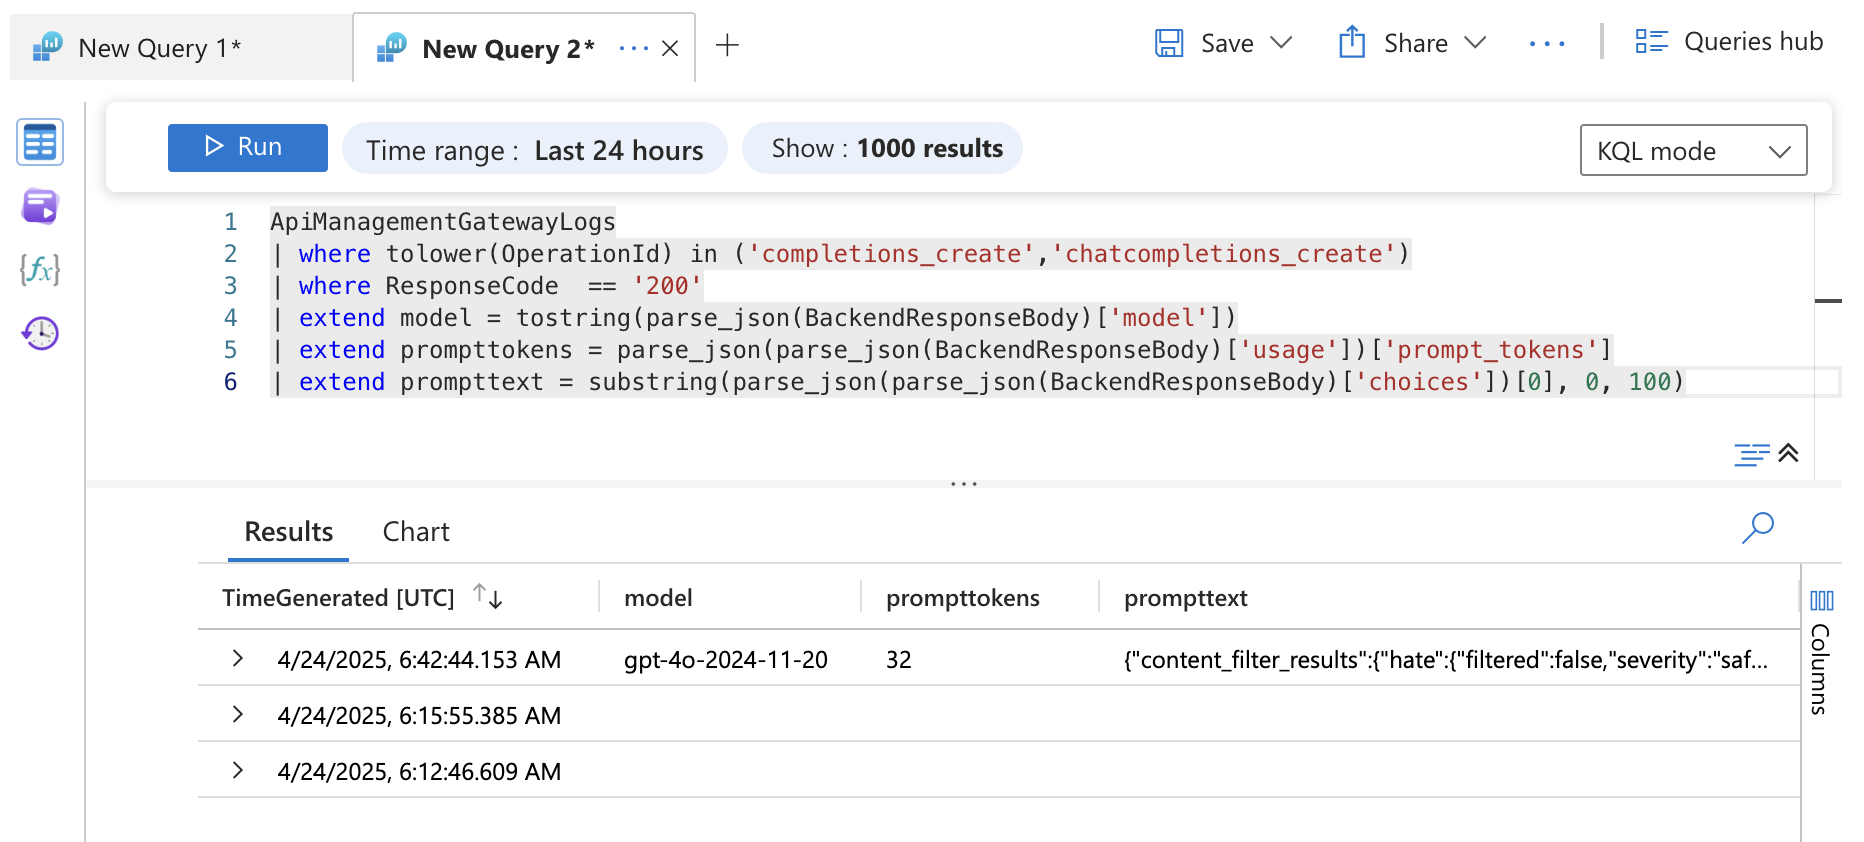 New Query 1*
New Query 2* ··· × +
Save
Share
···
Queries hub
Run
Time range : Last 24 hours
Show : 1000 results
KQL mode
{fx}
1 ApiManagementGatewayLogs
2 | where tolower(OperationId) in ('completions_create','chatcompletions_create')
3 | where ResponseCode  == '200'
4 | extend model = tostring(parse_json(BackendResponseBody)['model'])
5 | extend prompttokens = parse_json(parse_json(BackendResponseBody)['usage'])['prompt_tokens']
6 | extend prompttext = substring(parse_json(parse_json(BackendResponseBody)['choices'])[0], 0, 100)
Results Chart
TimeGenerated [UTC] ↑↓ model prompttokens prompttext
4/24/2025, 6:42:44.153 AM gpt-4o-2024-11-20 32 {"content_filter_results":{"hate":{"filtered":false,"severity":"saf...
4/24/2025, 6:15:55.385 AM
4/24/2025, 6:12:46.609 AM
Columns